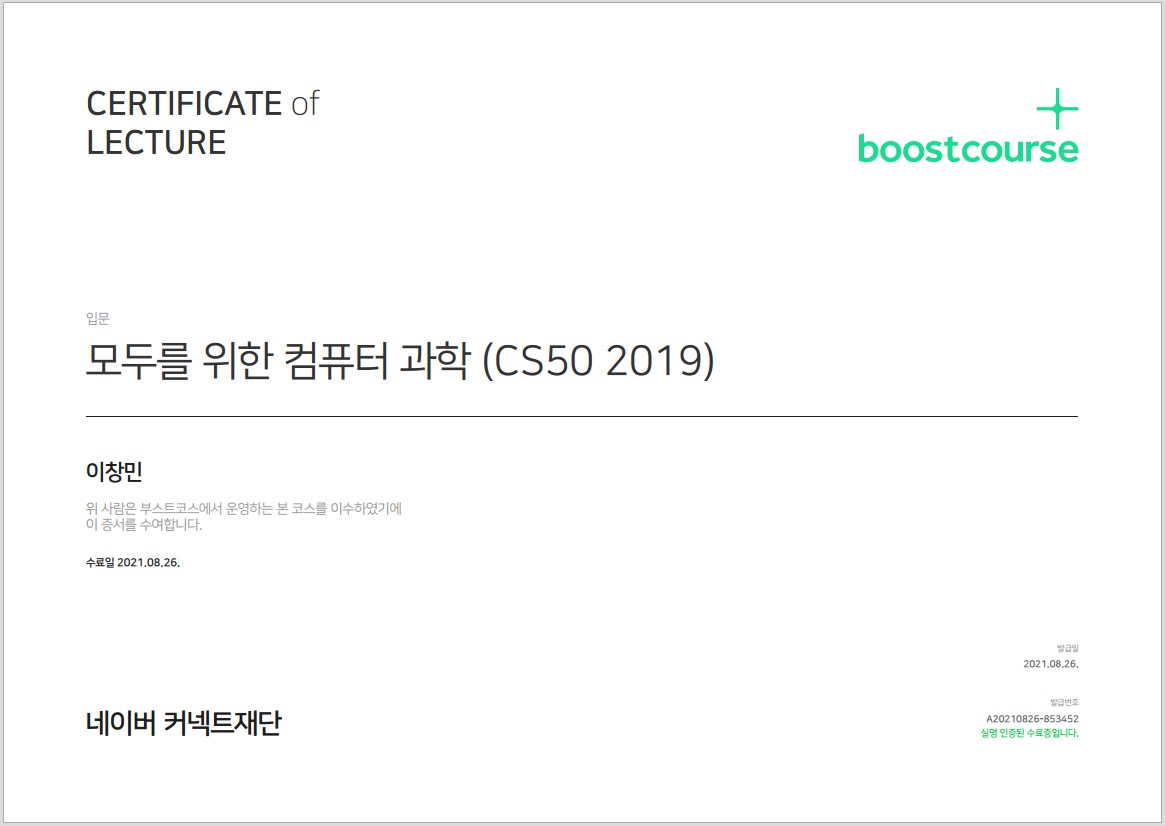 CERTIFICATE of
LECTURE
boostcourse
입문
모두를 위한 컴퓨터 과학 (CS50 2019)
이창민
위 사람은 부스트코스에서 운영하는 본 코스를 이수하였기에
이 증서를 수여합니다.
수료일 2021.08.26.
발급일
2021.08.26.
네이버 커넥트재단
발급번호
A20210826-853452
실명 인증된 수료증입니다.